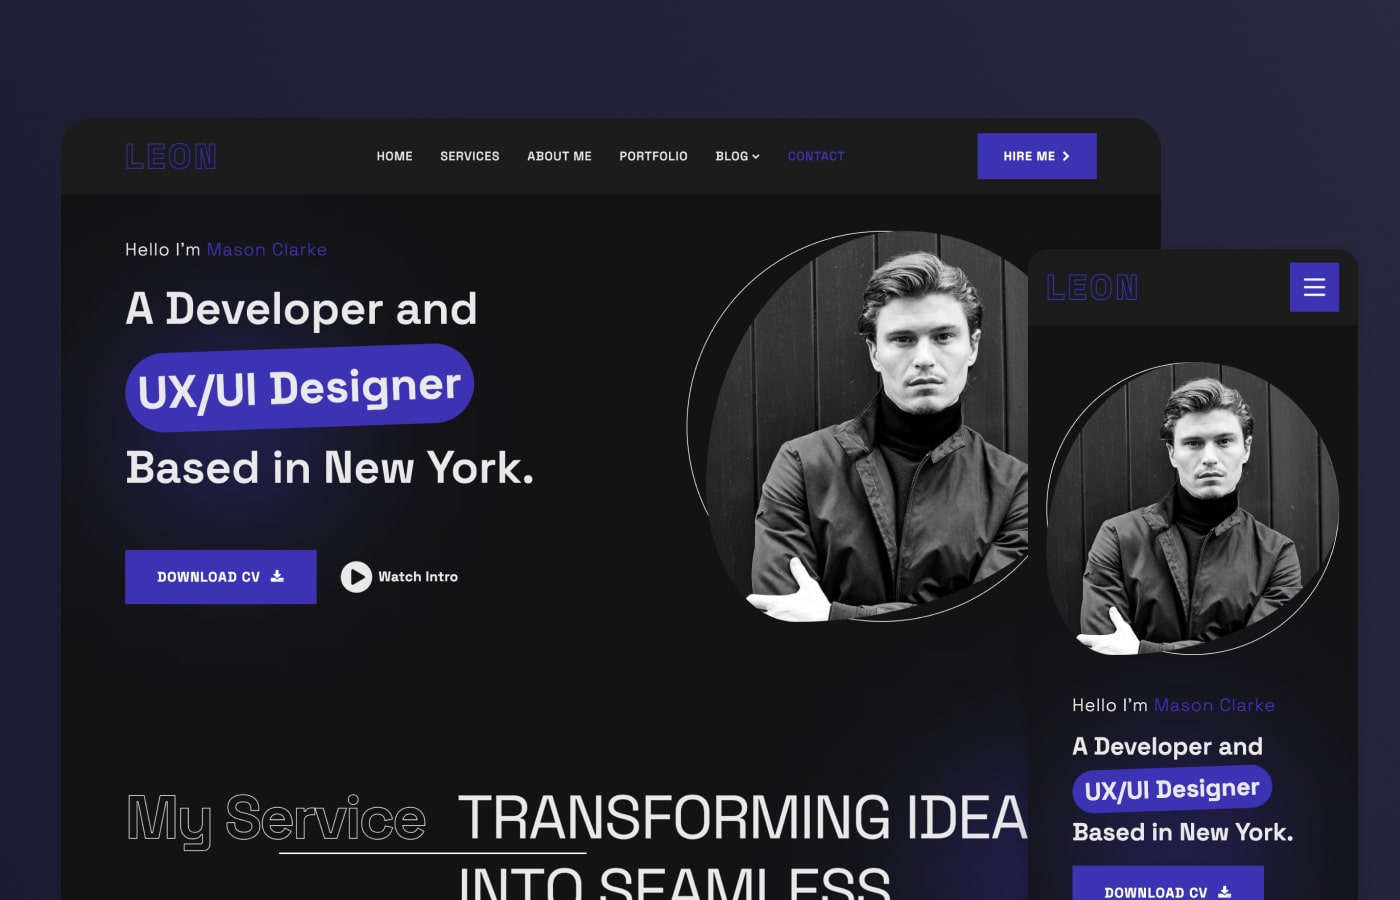 LEON
HOME SERVICES ABOUT ME PORTFOLIO BLOG CONTACT
HIRE ME
Hello I'm Mason Clarke
A Developer and
UX/UI Designer
Based in New York.
DOWNLOAD CV
Watch Intro
My Service
TRANSFORMING IDEA
INTO SEAMLESS
LEON
Hello I'm Mason Clarke
A Developer and
UX/UI Designer
Based in New York.
DOWNLOAD CV